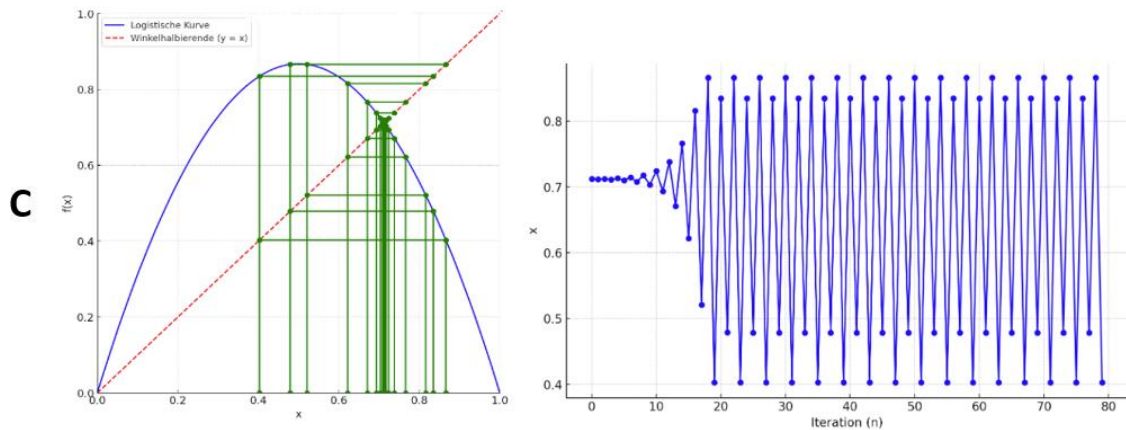 C
Logistische Kurve
Winkelhalbierende (y = x)
1.0
0.8
0.6
0.4
0.2
0.0
f(x)
0.0 0.2 0.4 0.6 0.8 1.0
x
0.8
0.7
0.6
0.5
0.4
x
0 10 20 30 40 50 60 70 80
Iteration (n)